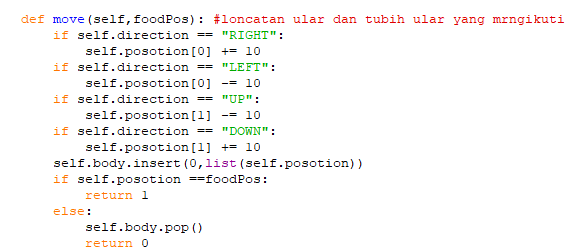 def move(self,foodPos): #loncatan ular dan tubih ular yang mrngikuti
    if self.direction == "RIGHT":
        self.posotion[0] += 10
    if self.direction == "LEFT":
        self.posotion[0] -= 10
    if self.direction == "UP":
        self.posotion[1] -= 10
    if self.direction == "DOWN":
        self.posotion[1] += 10
    self.body.insert(0,list(self.posotion))
    if self.posotion ==foodPos:
        return 1
    else:
        self.body.pop()
        return 0